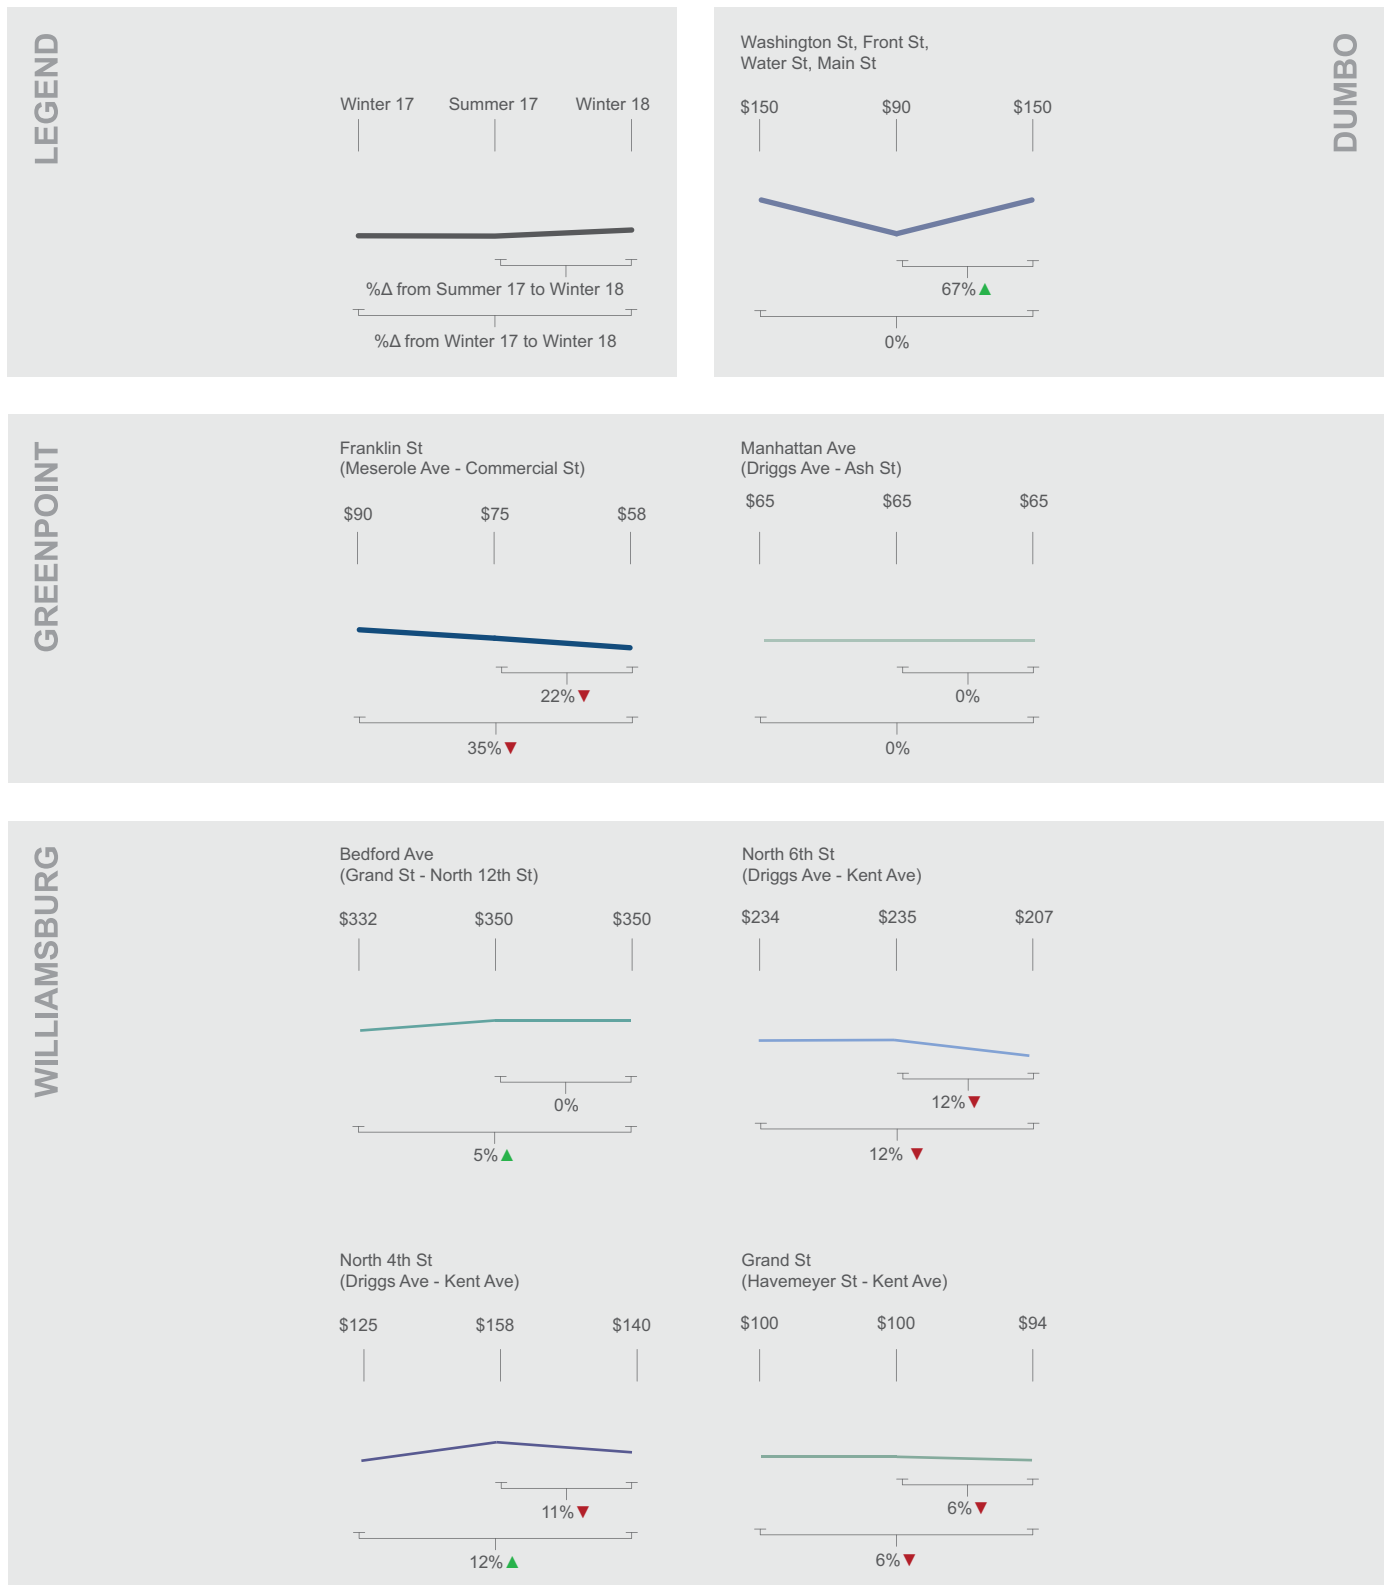 LEGEND
Winter 17 Summer 17 Winter 18
%Δ from Summer 17 to Winter 18
%Δ from Winter 17 to Winter 18
DUMBO
Washington St, Front St,
Water St, Main St
$150 $90 $150
67%
0%
GREENPOINT
Franklin St
(Meserole Ave - Commercial St)
$90 $75 $58
22%
35%
Manhattan Ave
(Driggs Ave - Ash St)
$65 $65 $65
0%
0%
WILLIAMSBURG
Bedford Ave
(Grand St - North 12th St)
$332 $350 $350
0%
5%
North 6th St
(Driggs Ave - Kent Ave)
$234 $235 $207
12%
12%
North 4th St
(Driggs Ave - Kent Ave)
$125 $158 $140
11%
12%
Grand St
(Havemeyer St - Kent Ave)
$100 $100 $94
6%
6%